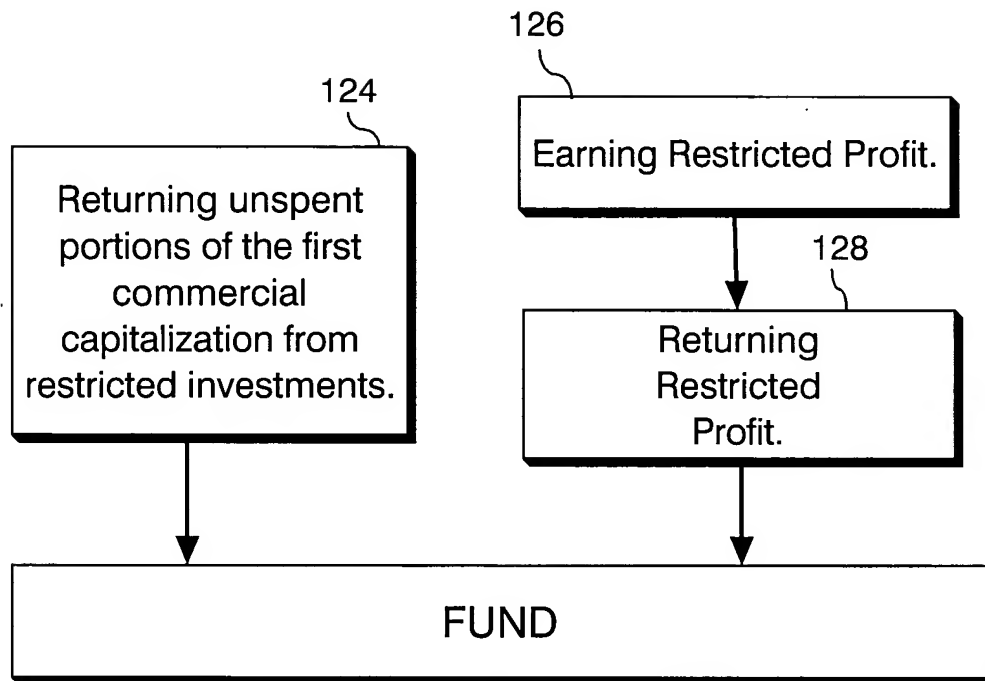 124
Returning unspent
portions of the first
commercial
capitalization from
restricted investments.
126
Earning Restricted Profit.
128
Returning
Restricted
Profit.
FUND